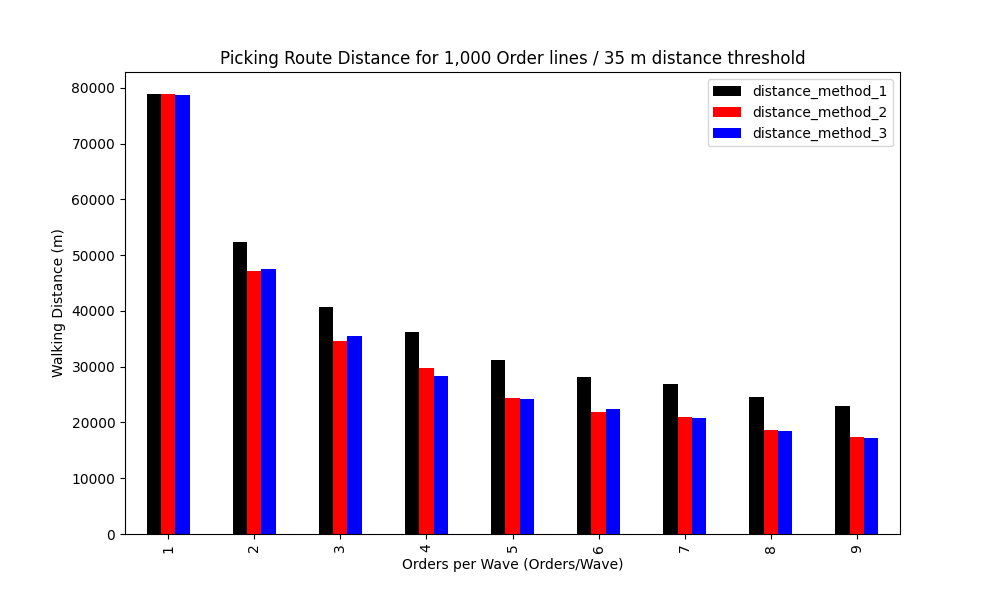 Picking Route Distance for 1,000 Order lines / 35 m distance threshold
distance_method_1
distance_method_2
distance_method_3
Walking Distance (m)
80000
70000
60000
50000
40000
30000
20000
10000
0
1 2 3 4 5 6 7 8 9
Orders per Wave (Orders/Wave)